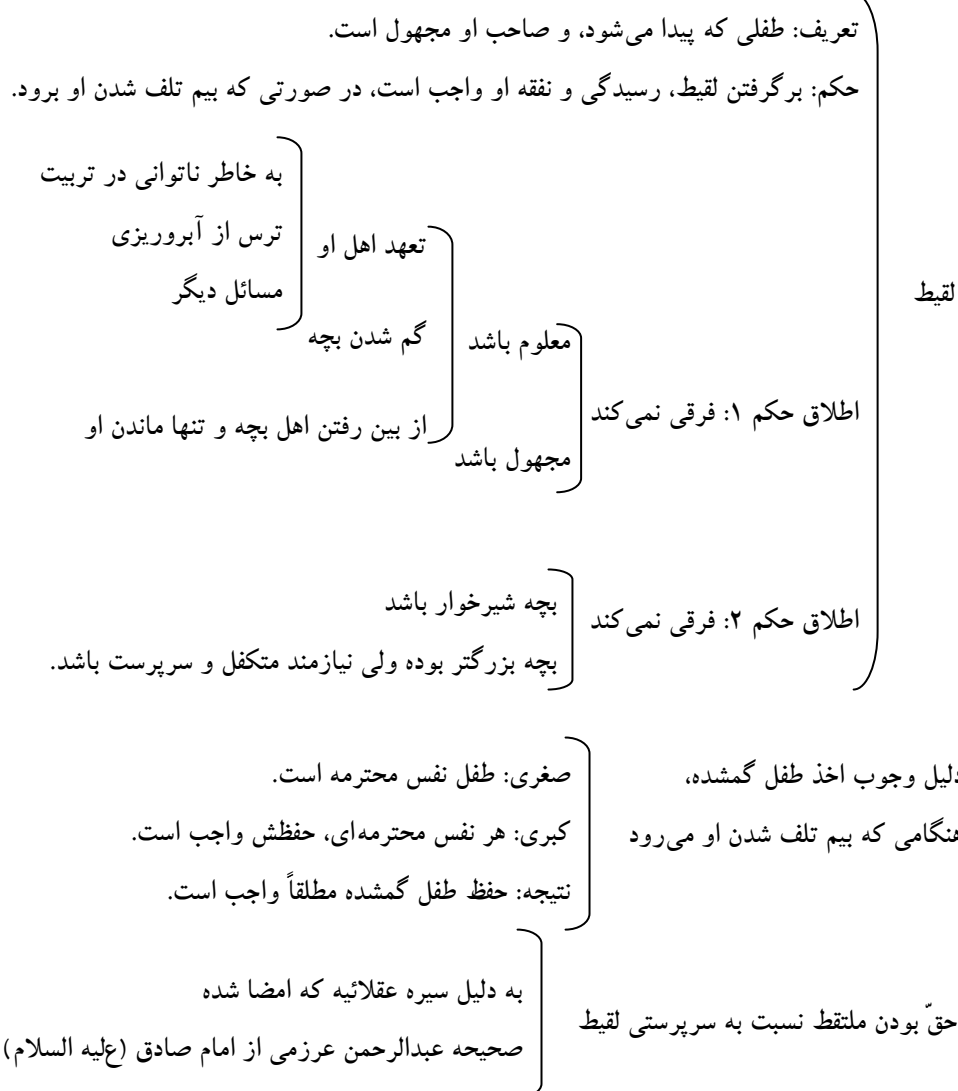 تعریف: طفلی که پیدا می‌شود، و صاحب او مجهول است.
حکم: برگرفتن لقیط، رسیدگی و نفقه او واجب است، در صورتی که بیم تلف شدن او برود.
لقیط
اطلاق حکم ۱: فرقی نمی‌کند
معلوم باشد
تعهد اهل او
به خاطر ناتوانی در تربیت
ترس از آبروریزی
مسائل دیگر
گم شدن بچه
از بین رفتن اهل بچه و تنها ماندن او
مجهول باشد
اطلاق حکم ۲: فرقی نمی‌کند
بچه شیرخوار باشد
بچه بزرگتر بوده ولی نیازمند متکفل و سرپرست باشد.
دلیل وجوب اخذ طفل گمشده،
هنگامی که بیم تلف شدن او می‌رود
صغری: طفل نفس محترمه است.
کبری: هر نفس محترمه‌ای، حفظش واجب است.
نتیجه: حفظ طفل گمشده مطلقاً واجب است.
حقّ بودن ملتقط نسبت به سرپرستی لقیط
به دلیل سیره عقلائیه که امضا شده
صحیحه عبدالرحمن عرزمی از امام صادق (علیه السلام)